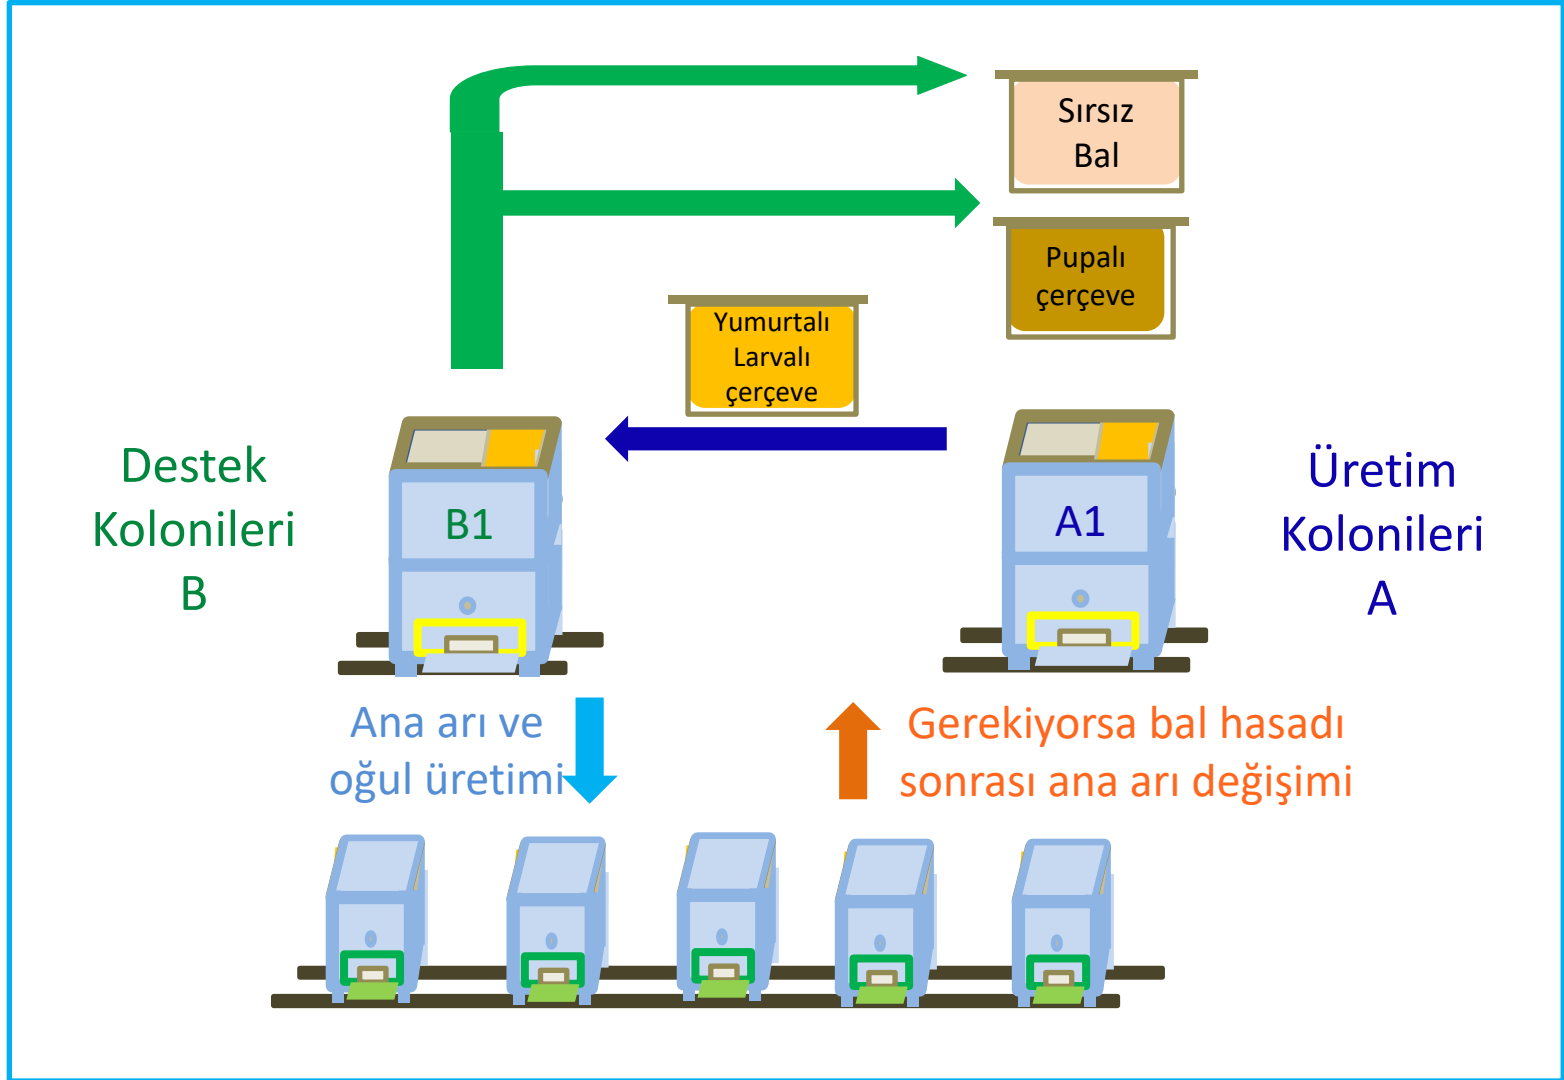 Sırsız
Bal
Pupalı
çerçeve
Yumurtalı
Larvalı
çerçeve
Destek
Kolonileri
B
B1
A1
Üretim
Kolonileri
A
Ana arı ve
oğul üretimi
Gerekiyorsa bal hasadı
sonrası ana arı değişimi